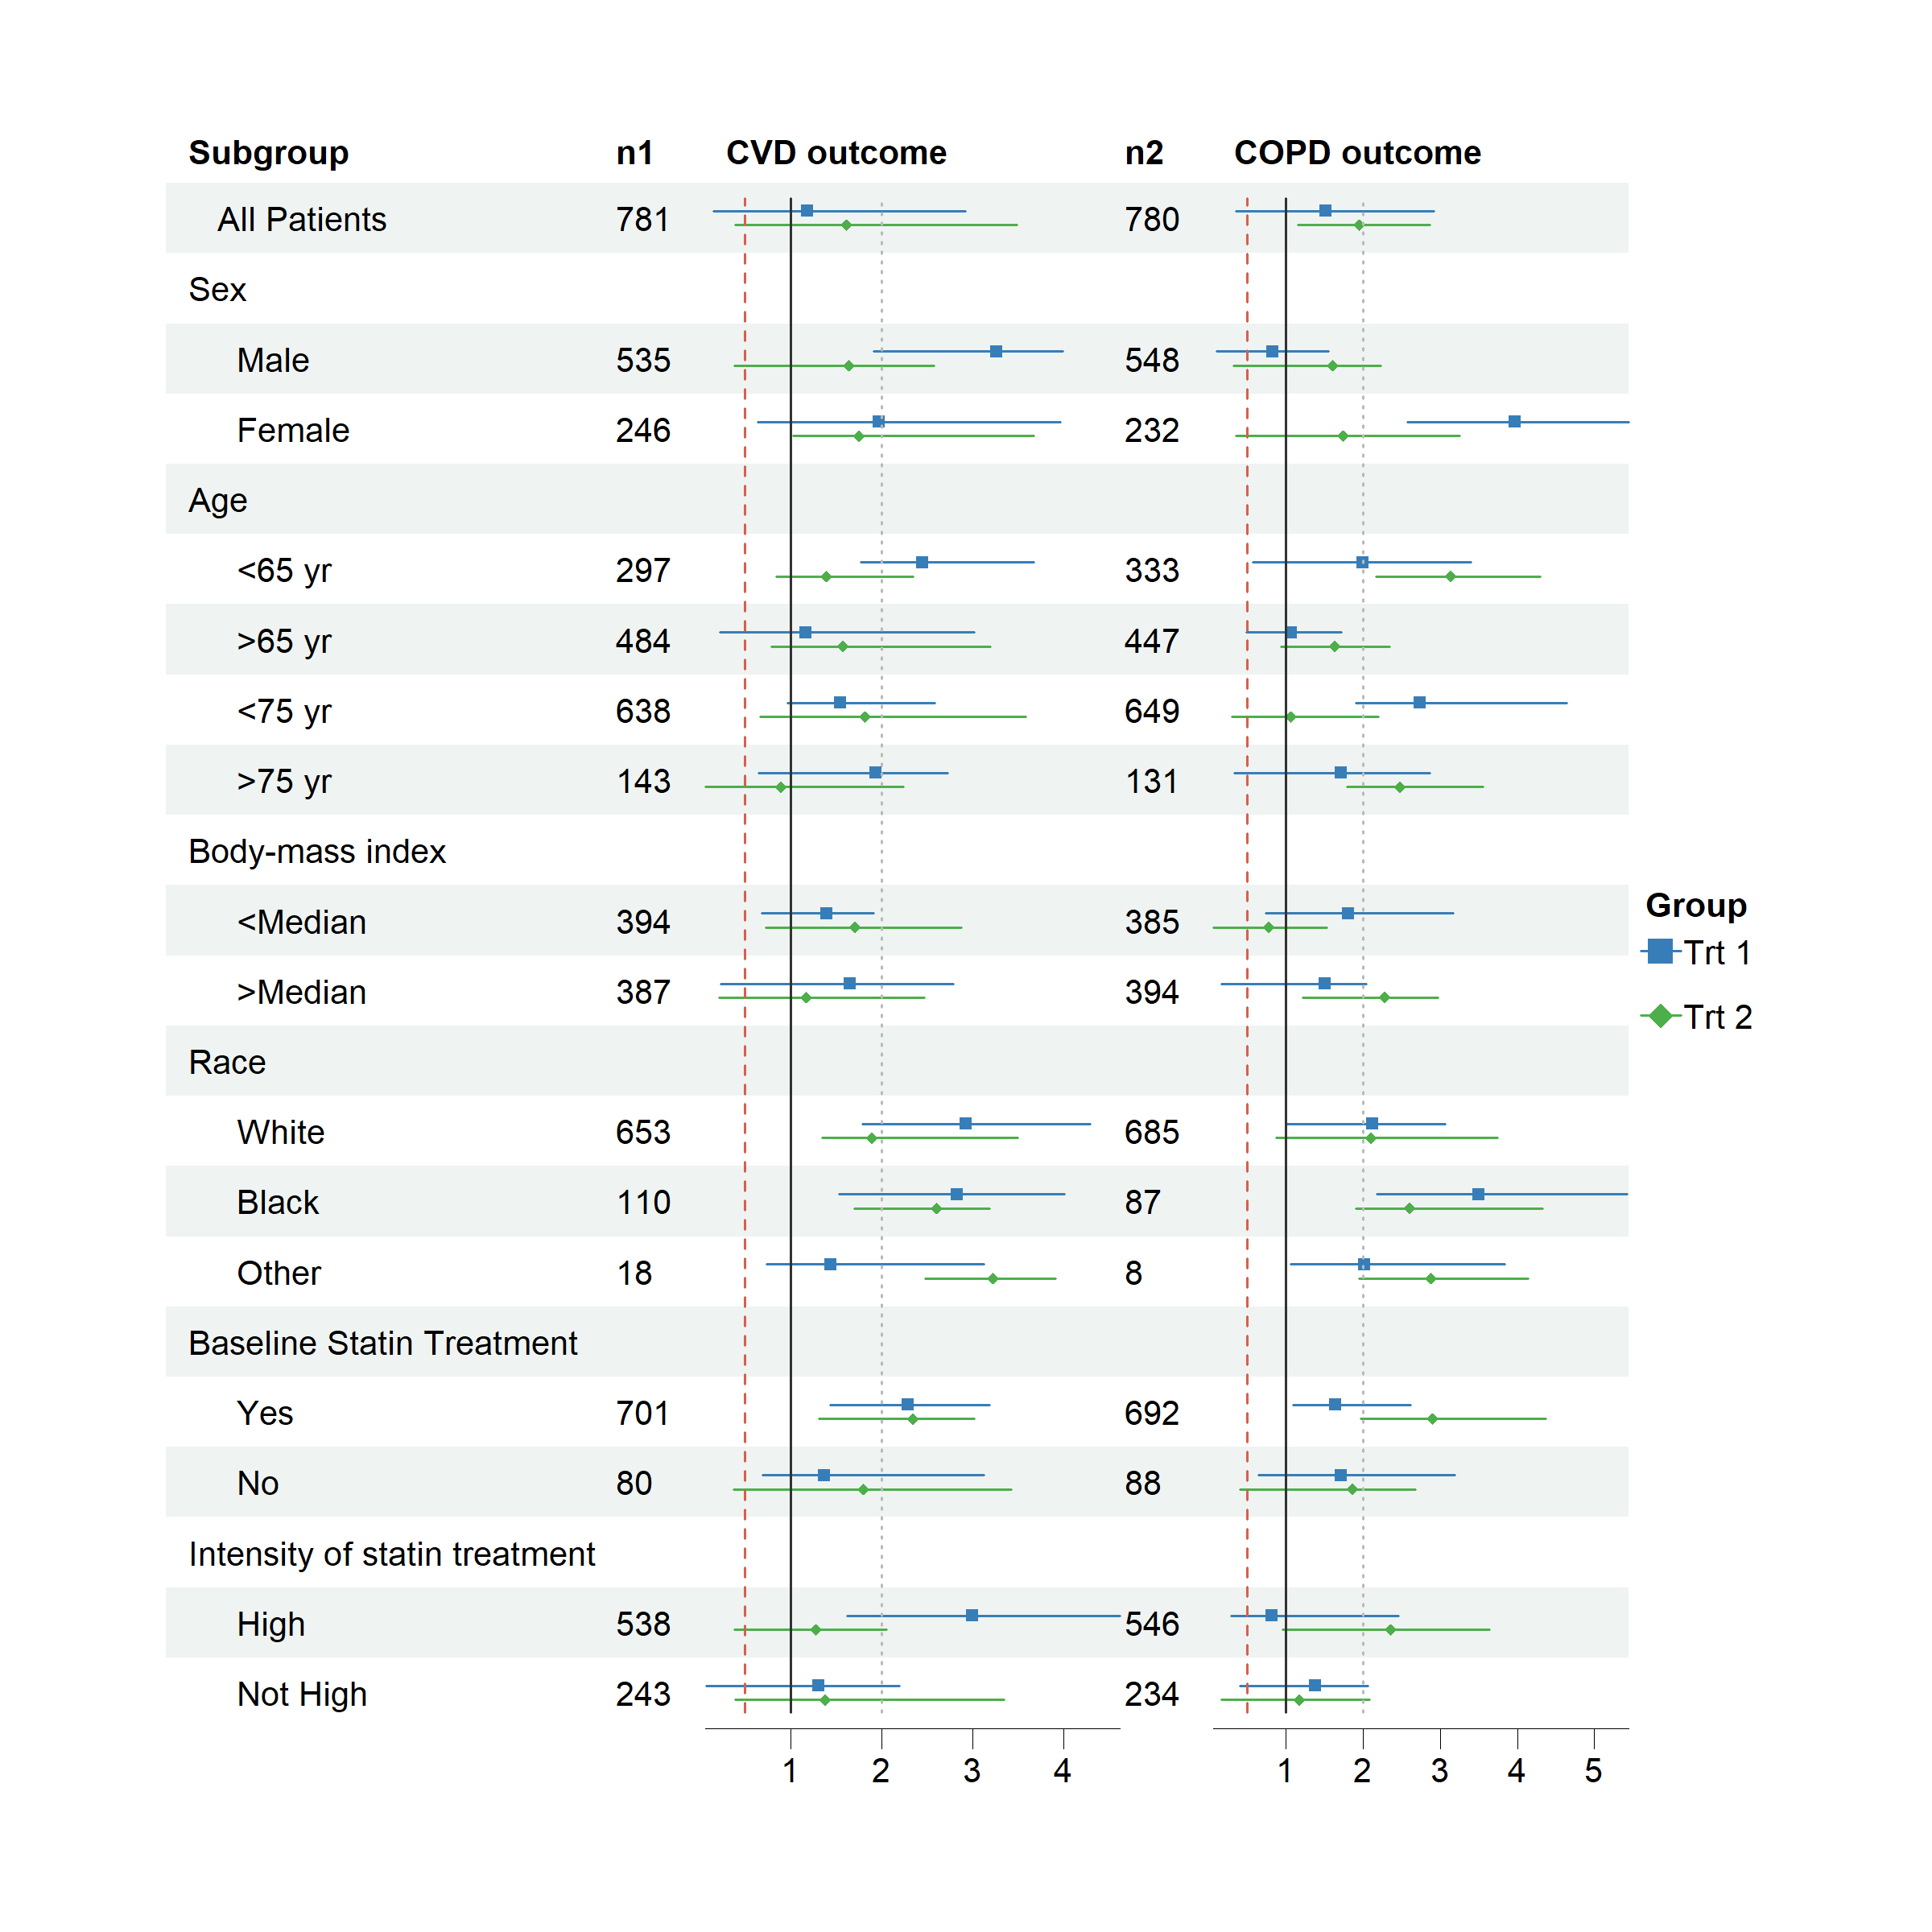 Subgroup n1 CVD outcome n2 COPD outcome
All Patients 781 780
Sex
Male 535 548
Female 246 232
Age
<65 yr 297 333
>65 yr 484 447
<75 yr 638 649
>75 yr 143 131
Body-mass index
<Median 394 385
>Median 387 394
Race
White 653 685
Black 110 87
Other 18 8
Baseline Statin Treatment
Yes 701 692
No 80 88
Intensity of statin treatment
High 538 546
Not High 243 234
1 2 3 4 1 2 3 4 5
Group
Trt 1
Trt 2